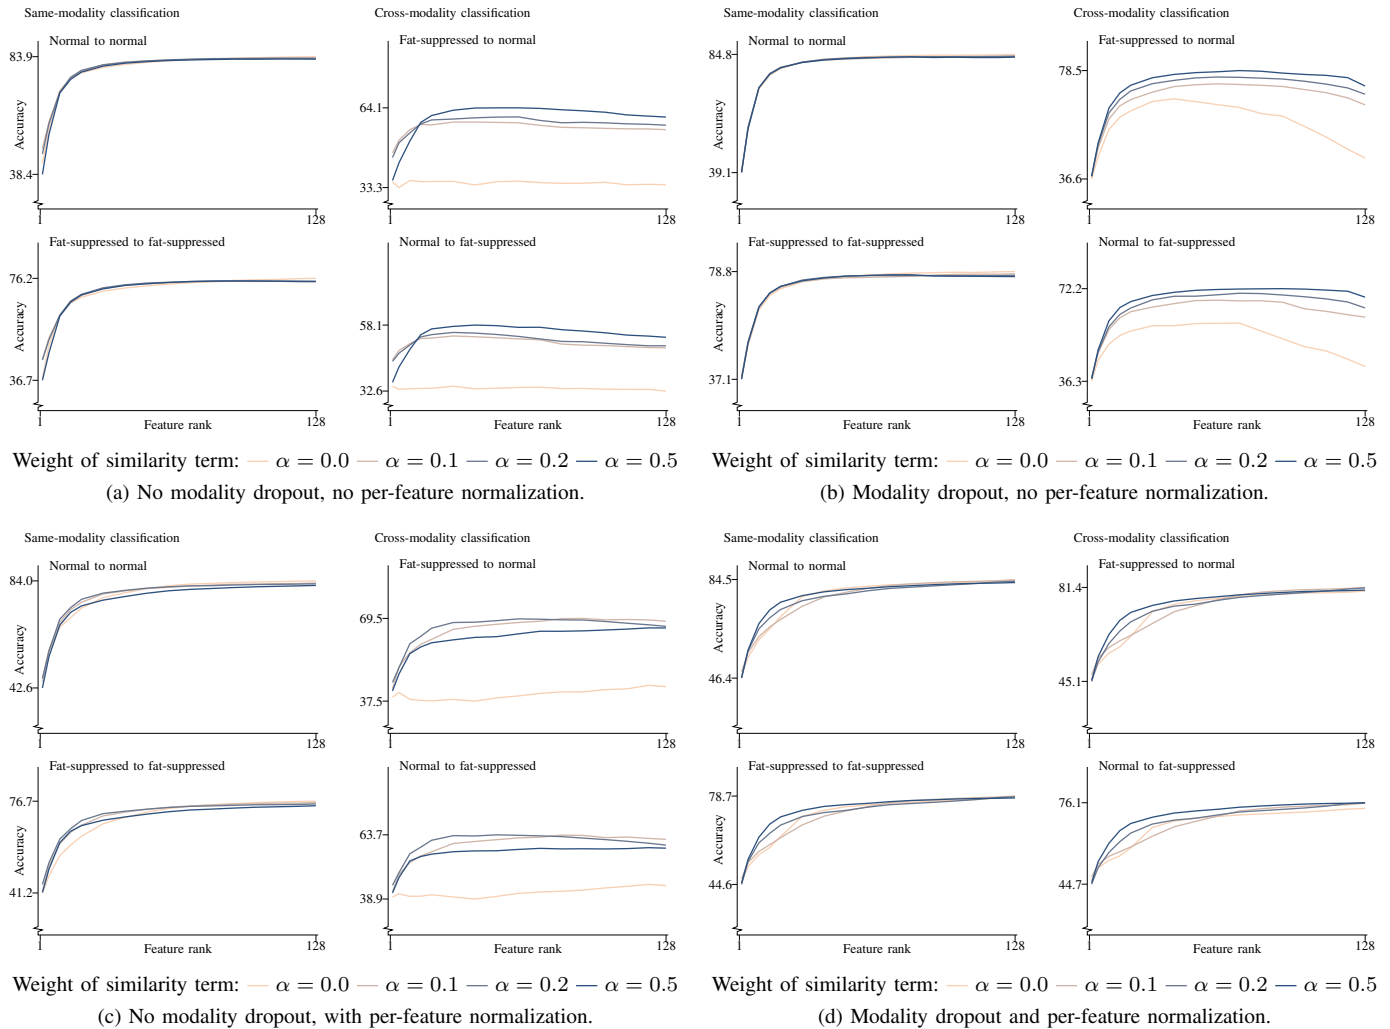 Same-modality classification
Cross-modality classification
Normal to normal
Fat-suppressed to normal
83.9
38.4
Accuracy
1
128
64.1
33.3
1
128
Fat-suppressed to fat-suppressed
Normal to fat-suppressed
76.2
36.7
Accuracy
1
Feature rank
128
58.1
32.6
1
Feature rank
128
Weight of similarity term: α = 0.0 α = 0.1 α = 0.2 α = 0.5
(a) No modality dropout, no per-feature normalization.
Same-modality classification
Cross-modality classification
Normal to normal
Fat-suppressed to normal
84.8
39.1
Accuracy
1
128
78.5
36.6
1
128
Fat-suppressed to fat-suppressed
Normal to fat-suppressed
78.8
37.1
Accuracy
1
Feature rank
128
72.2
36.3
1
Feature rank
128
Weight of similarity term: α = 0.0 α = 0.1 α = 0.2 α = 0.5
(b) Modality dropout, no per-feature normalization.
Same-modality classification
Cross-modality classification
Normal to normal
Fat-suppressed to normal
84.0
42.6
Accuracy
1
128
69.5
37.5
1
128
Fat-suppressed to fat-suppressed
Normal to fat-suppressed
76.7
41.2
Accuracy
1
Feature rank
128
63.7
38.9
1
Feature rank
128
Weight of similarity term: α = 0.0 α = 0.1 α = 0.2 α = 0.5
(c) No modality dropout, with per-feature normalization.
Same-modality classification
Cross-modality classification
Normal to normal
Fat-suppressed to normal
84.5
46.4
Accuracy
1
128
81.4
45.1
1
128
Fat-suppressed to fat-suppressed
Normal to fat-suppressed
78.7
44.6
Accuracy
1
Feature rank
128
76.1
44.7
1
Feature rank
128
Weight of similarity term: α = 0.0 α = 0.1 α = 0.2 α = 0.5
(d) Modality dropout and per-feature normalization.